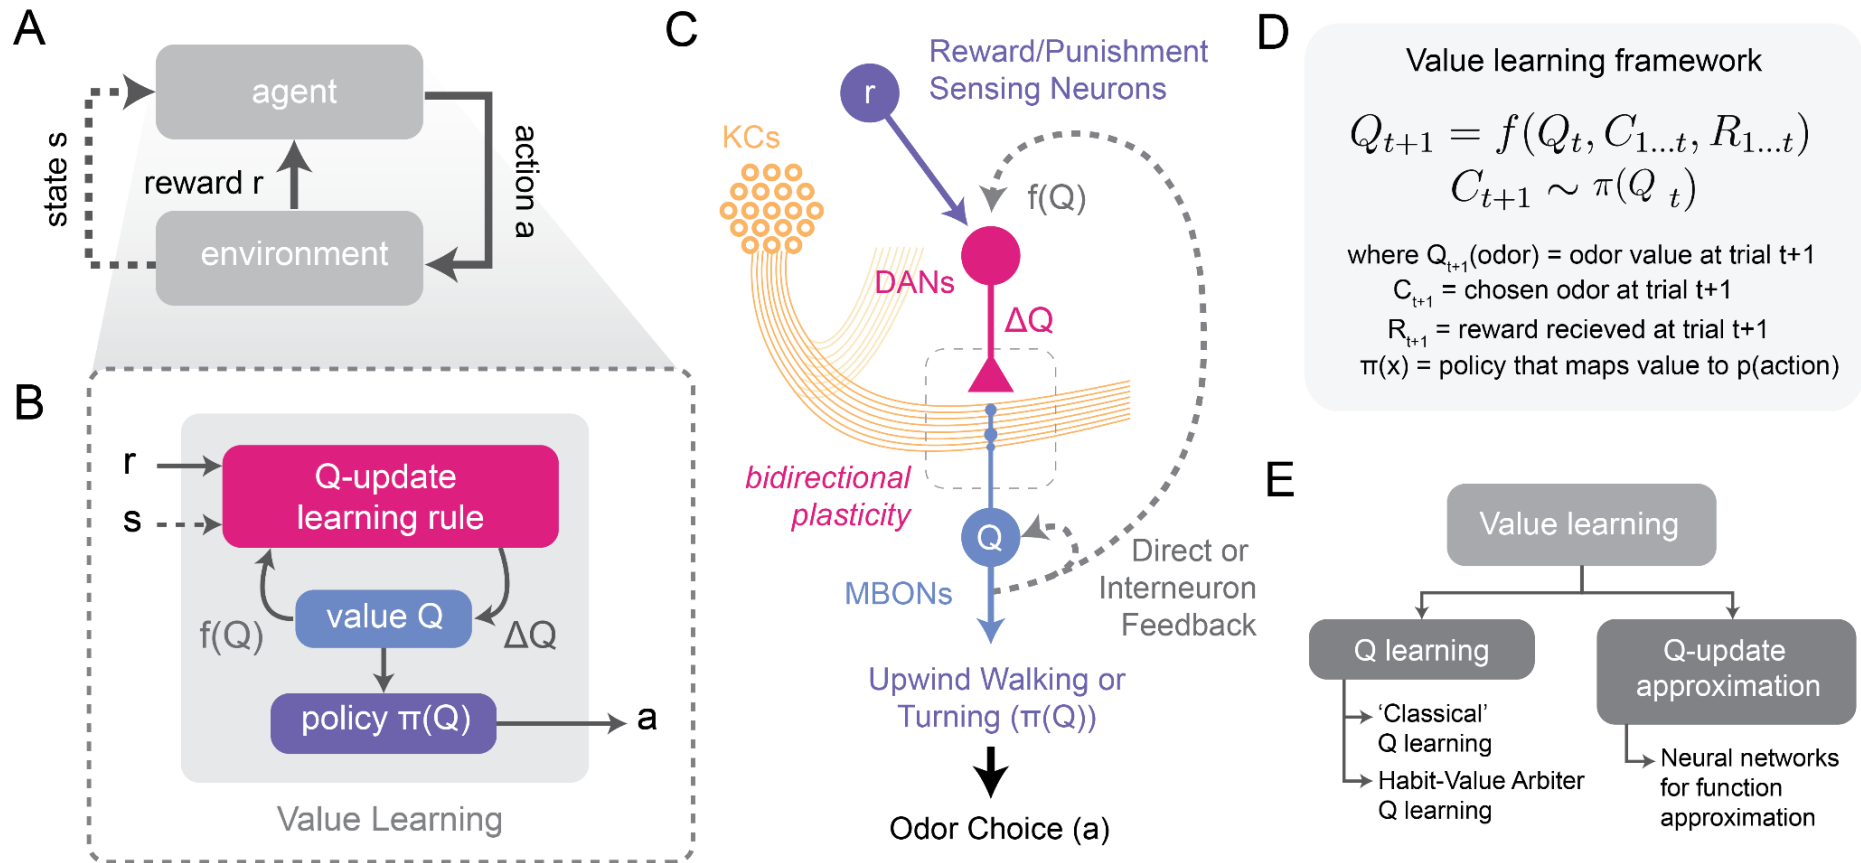 A
agent
state s
reward r
action a
environment
B
r
s
Q-update
learning rule
f(Q)
value Q
ΔQ
policy π(Q)
a
Value Learning
C
Reward/Punishment
Sensing Neurons
r
KCs
f(Q)
DANs
ΔQ
bidirectional
plasticity
Q
MBONs
Direct or
Interneuron
Feedback
Upwind Walking or
Turning (π(Q))
Odor Choice (a)
D
Value learning framework
Qt+1 = f(Qt, C1...t, R1...t)
Ct+1 ∼ π(Q t)
where Qt+1(odor) = odor value at trial t+1
Ct+1 = chosen odor at trial t+1
Rt+1 = reward recieved at trial t+1
π(x) = policy that maps value to p(action)
E
Value learning
Q learning
Q-update
approximation
‘Classical’
Q learning
Habit-Value Arbiter
Q learning
Neural networks
for function
approximation